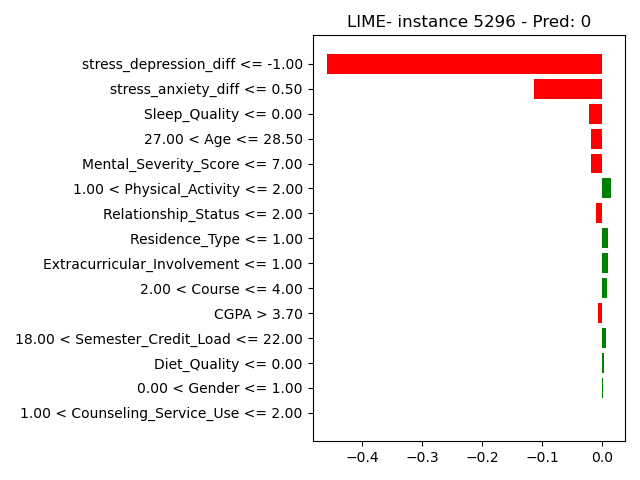 LIME- instance 5296 - Pred: 0
stress_depression_diff <= -1.00
stress_anxiety_diff <= 0.50
Sleep_Quality <= 0.00
27.00 < Age <= 28.50
Mental_Severity_Score <= 7.00
1.00 < Physical_Activity <= 2.00
Relationship_Status <= 2.00
Residence_Type <= 1.00
Extracurricular_Involvement <= 1.00
2.00 < Course <= 4.00
CGPA > 3.70
18.00 < Semester_Credit_Load <= 22.00
Diet_Quality <= 0.00
0.00 < Gender <= 1.00
1.00 < Counseling_Service_Use <= 2.00
−0.4 −0.3 −0.2 −0.1 0.0